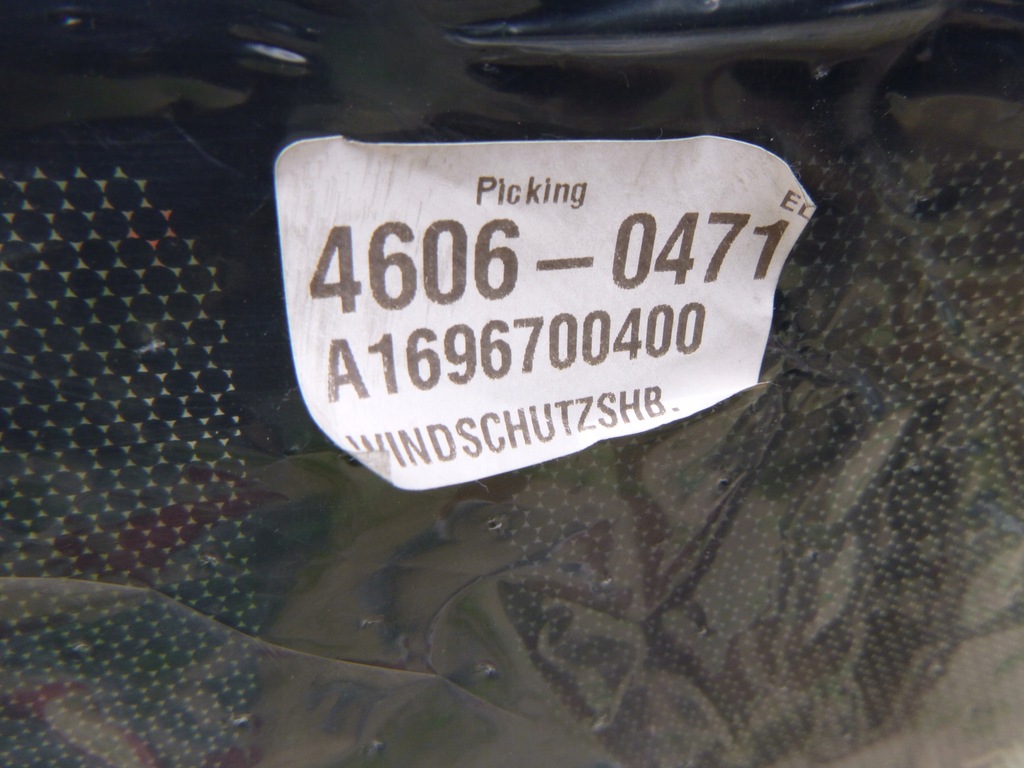 Picking
4606-0471
A1696700400
WINDSCHUTZSHB.